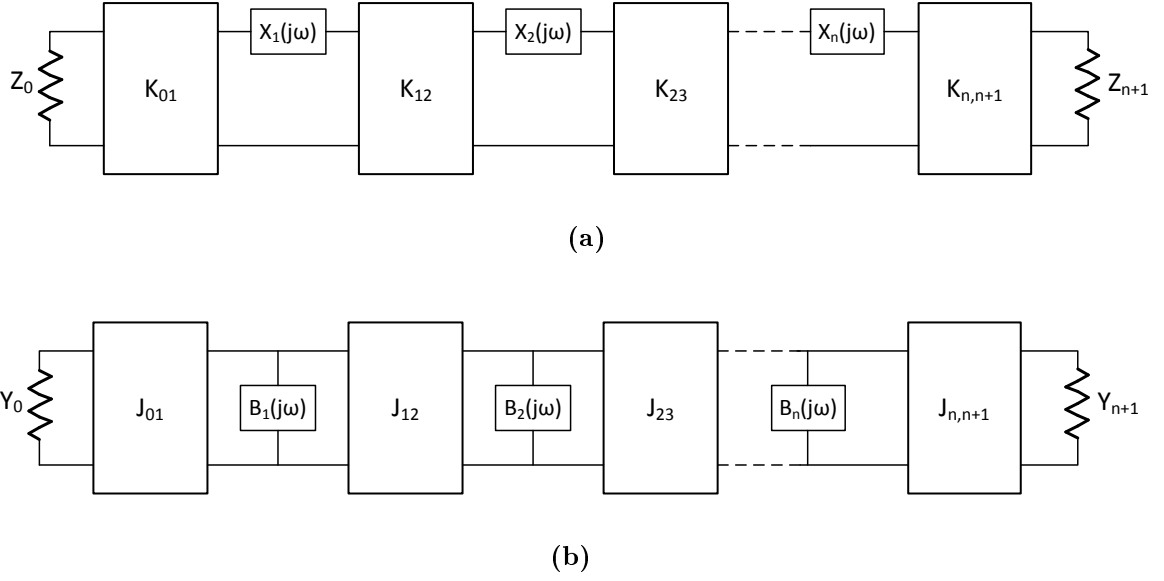 X₁(jω) X₂(jω) Xₙ(jω)
Z₀ K₀₁ K₁₂ K₂₃ Kₙ,ₙ₊₁ Zₙ₊₁
(a)
Y₀ J₀₁ B₁(jω) J₁₂ B₂(jω) J₂₃ Bₙ(jω) Jₙ,ₙ₊₁ Yₙ₊₁
(b)